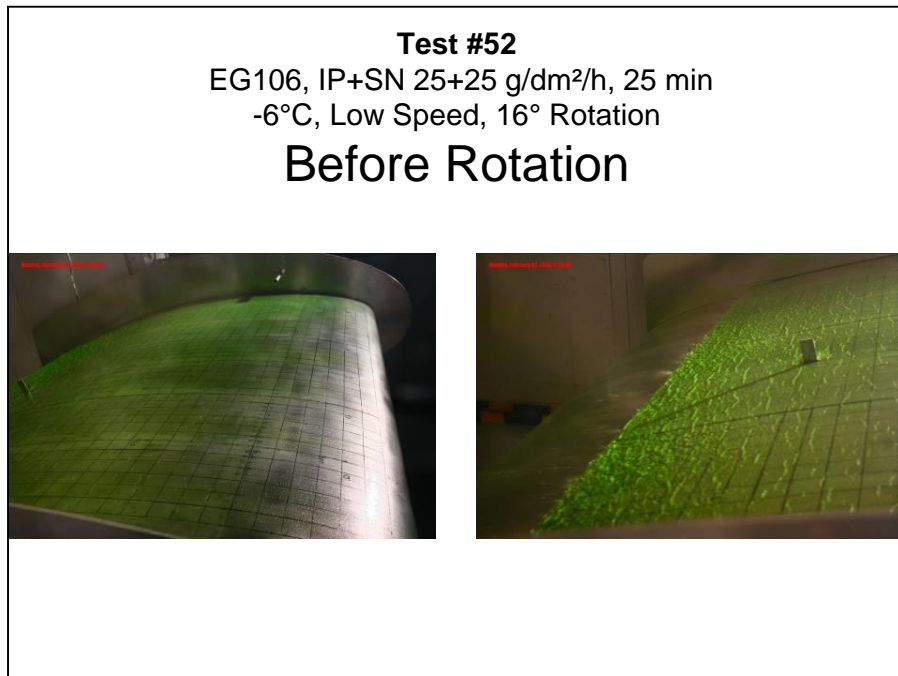 Test #52
EG106, IP+SN 25+25 g/dm²/h, 25 min
-6°C, Low Speed, 16° Rotation
Before Rotation